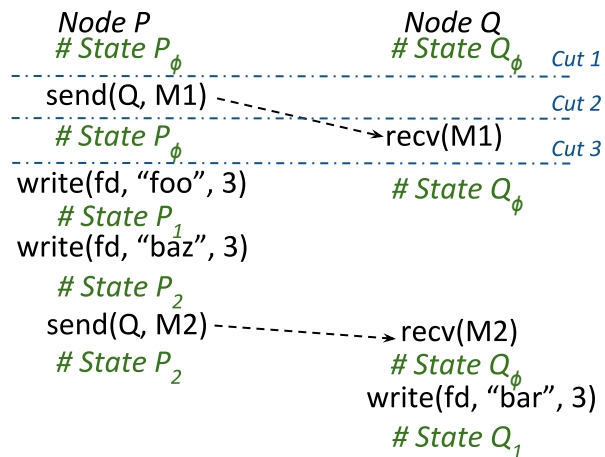 Node P Node Q
# State Pϕ # State Qϕ
Cut 1
send(Q, M1) Cut 2
# State Pϕ recv(M1) Cut 3
write(fd, “foo”, 3) # State Qϕ
# State P1
write(fd, “baz”, 3)
# State P2
send(Q, M2) recv(M2)
# State P2 # State Qϕ
write(fd, “bar”, 3)
# State Q1